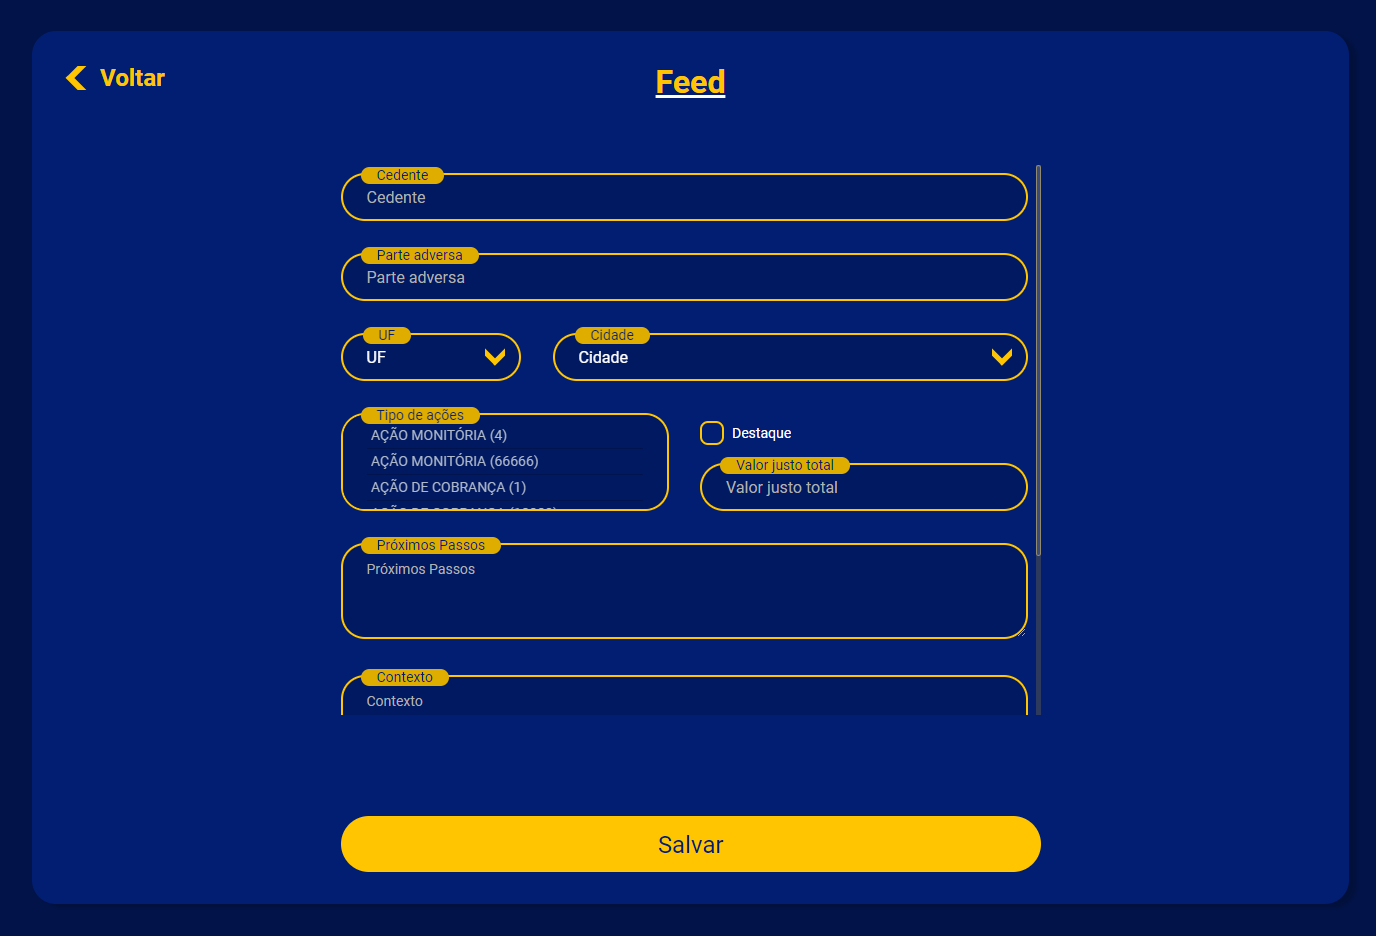 Voltar
Feed
Cedente
Cedente
Parte adversa
Parte adversa
UF
UF
Cidade
Cidade
Tipo de ações
AÇÃO MONITÓRIA (4)
AÇÃO MONITÓRIA (66666)
AÇÃO DE COBRANÇA (1)
Destaque
Valor justo total
Valor justo total
Próximos Passos
Próximos Passos
Contexto
Contexto
Salvar